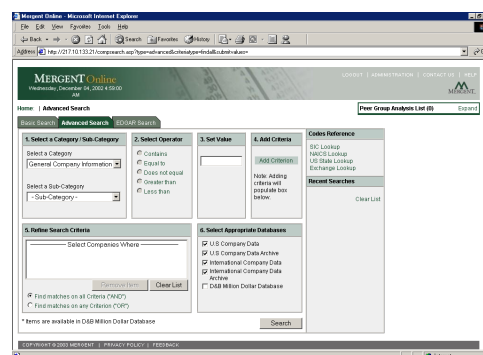 Mergent Online - Microsoft Internet Explorer
File Edit View Favorites Tools Help
Back Search Favorites History
Address http://217.10.133.21/compsearch.asp?type=advanced&criteriatype=findall&submitvalues=
MERGENT Online
LOGOUT | ADMINISTRATION | CONTACT US | HELP
Wednesday, December 04, 2002 4:59:00 AM
MERGENT
Home | Advanced Search
Peer Group Analysis List (0) Expand
Basic Search Advanced Search EDGAR Search
1. Select a Category / Sub-Category
Select a Category
General Company Information
Select a Sub-Category
- Sub-Category -
2. Select Operator
Contains
Equal to
Does not equal
Greater than
Less than
3. Set Value
4. Add Criteria
Add Criterion
Note: Adding
criteria will
populate box
below.
Codes Reference
SIC Lookup
NAICS Lookup
US State Lookup
Exchange Lookup
Recent Searches
Clear List
5. Refine Search Criteria
Select Companies Where
Remove Item Clear List
Find matches on all Criteria ("AND")
Find matches on any Criterion ("OR")
6. Select Appropriate Databases
U.S Company Data
U.S Company Data Archive
International Company Data
International Company Data
Archive
D&B Million Dollar Database
* Items are available in D&B Million Dollar Database
Search
COPYRIGHT © 2003 MERGENT | PRIVACY POLICY | FEEDBACK